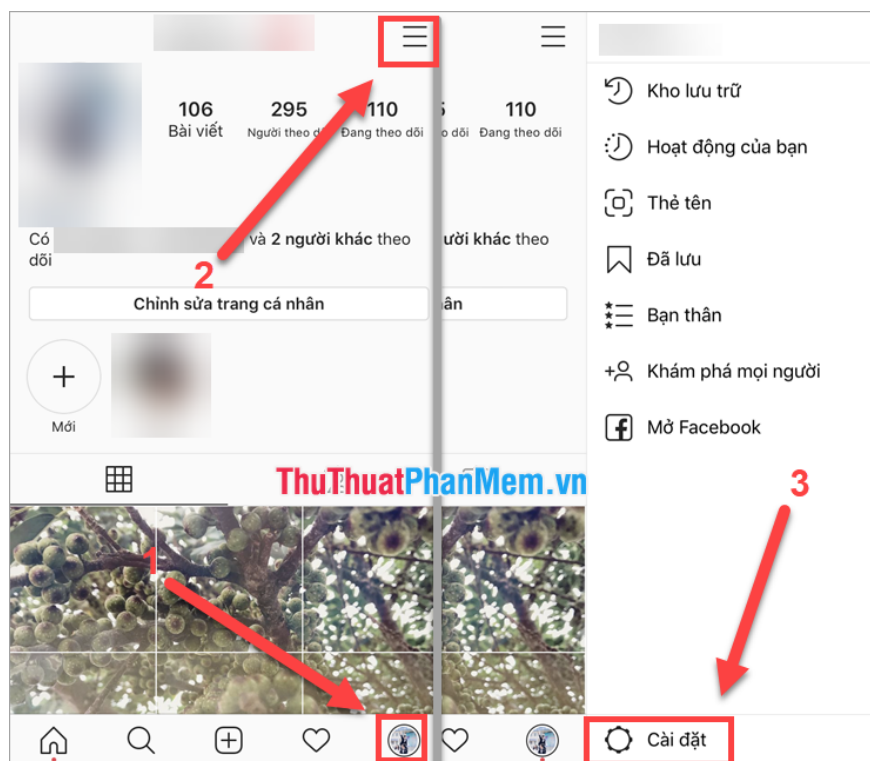 106
295
110
Bài viết
Người theo
Đang theo dõi
110
dõi
Đang theo dõi
Có
và 2 người khác theo
dõi
khác theo
2
Chỉnh sửa trang cá nhân
Mới
ThuThuatPhanMem.vn
1
Kho lưu trữ
Hoạt động của bạn
Thẻ tên
Đã lưu
Bạn thân
Khám phá mọi người
Mở Facebook
3
Cài đặt